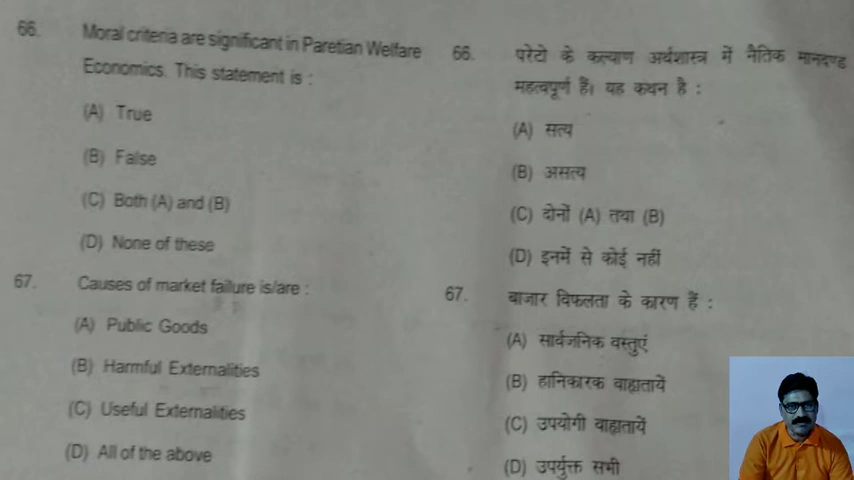 66. Moral criteria are significant in Paretian Welfare
Economics. This statement is :
(A) True
(B) False
(C) Both (A) and (B)
(D) None of these
67. Causes of market failure is/are :
(A) Public Goods
(B) Harmful Externalities
(C) Useful Externalities
(D) All of the above
66. परेटो के कल्याण अर्थशास्त्र में नैतिक मानदण्ड
महत्वपूर्ण हैं। यह कथन है :
(A) सत्य
(B) असत्य
(C) दोनों (A) तथा (B)
(D) इनमें से कोई नहीं
67. बाजार विफलता के कारण हैं :
(A) सार्वजनिक वस्तुएं
(B) हानिकारक वाह्यतायें
(C) उपयोगी वाह्यतायें
(D) उपर्युक्त सभी